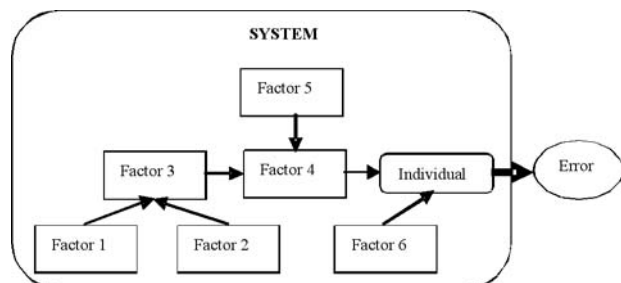 SYSTEM
Factor 5
Factor 3
Factor 4
Individual
Error
Factor 1
Factor 2
Factor 6